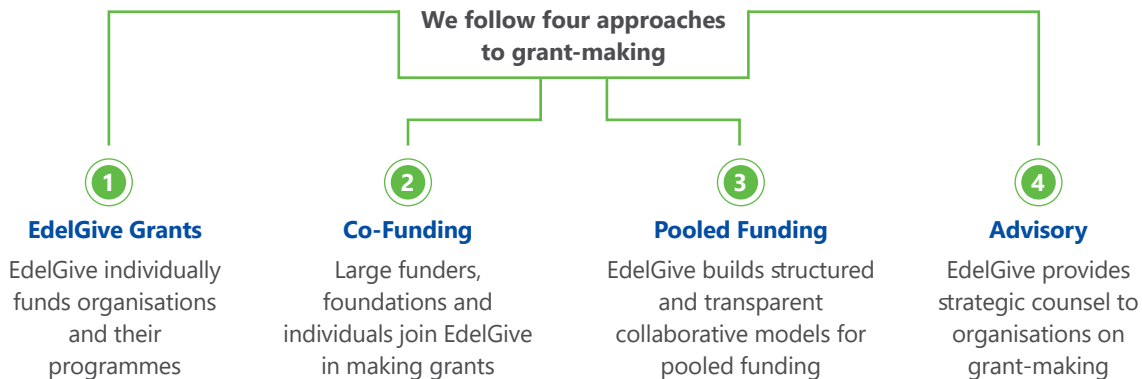 We follow four approaches
to grant-making
1
EdelGive Grants
EdelGive individually
funds organisations
and their
programmes
2
Co-Funding
Large funders,
foundations and
individuals join EdelGive
in making grants
3
Pooled Funding
EdelGive builds structured
and transparent
collaborative models for
pooled funding
4
Advisory
EdelGive provides
strategic counsel to
organisations on
grant-making